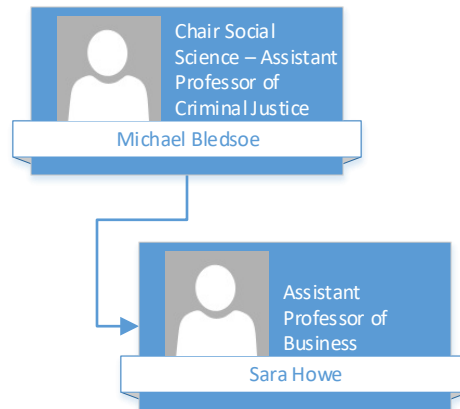 Chair Social
Science – Assistant
Professor of
Criminal Justice
Michael Bledsoe
Assistant
Professor of
Business
Sara Howe